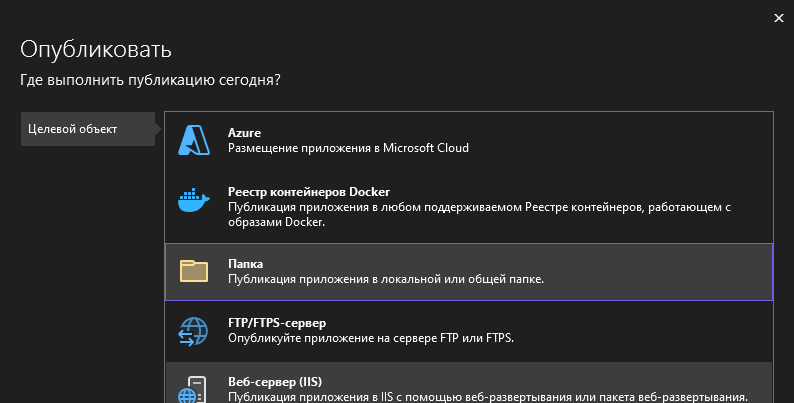 Опубликовать
Где выполнить публикацию сегодня?
Целевой объект
Azure
Размещение приложения в Microsoft Cloud
Реестр контейнеров Docker
Публикация приложения в любом поддерживаемом Реестре контейнеров, работающем с
образами Docker.
Папка
Публикация приложения в локальной или общей папке.
FTP/FTPS-сервер
Опубликуйте приложение на сервере FTP или FTPS.
Веб-сервер (IIS)
Публикация приложения в IIS с помощью веб-развертывания или пакета веб-развертывания.